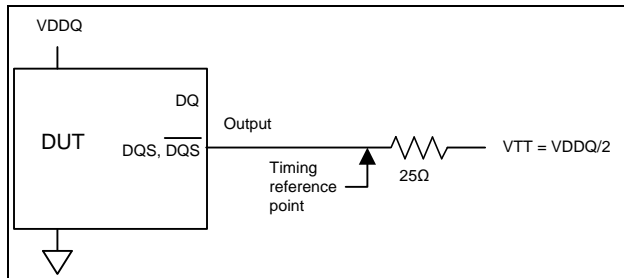 VDDQ
DQ
DUT
Output
DQS, DQS
VTT = VDDQ/2
Timing
reference
point
25Ω